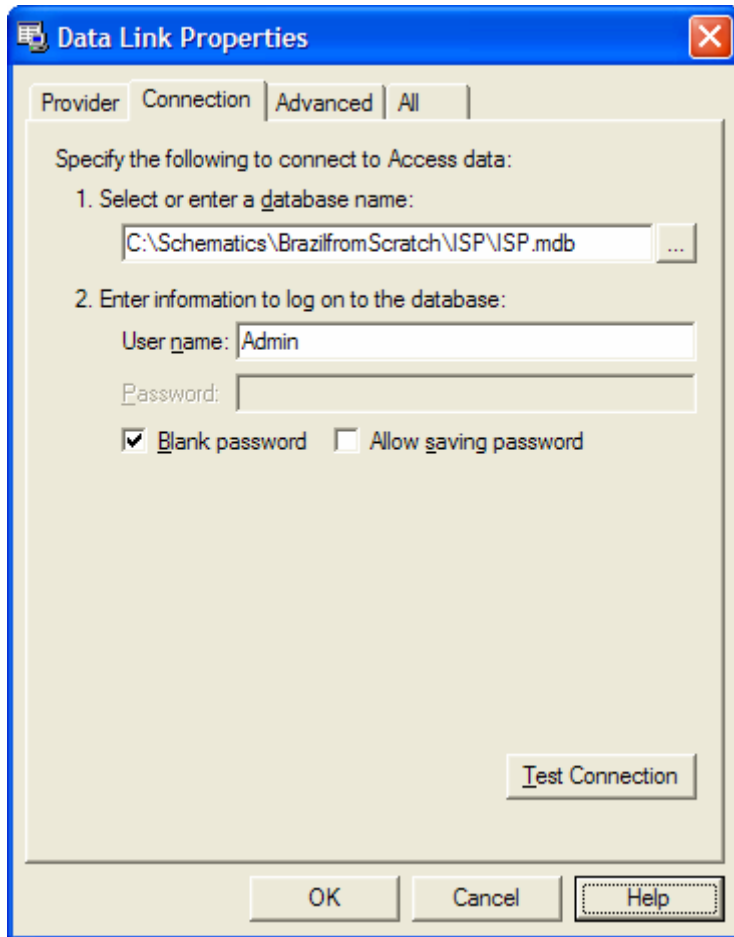 Data Link Properties
Provider Connection Advanced All
Specify the following to connect to Access data:
1. Select or enter a database name:
C:\Schematics\BrazilfromScratch\ISP\ISP.mdb ...
2. Enter information to log on to the database:
User name: Admin
Password:
Blank password Allow saving password
Test Connection
OK Cancel Help